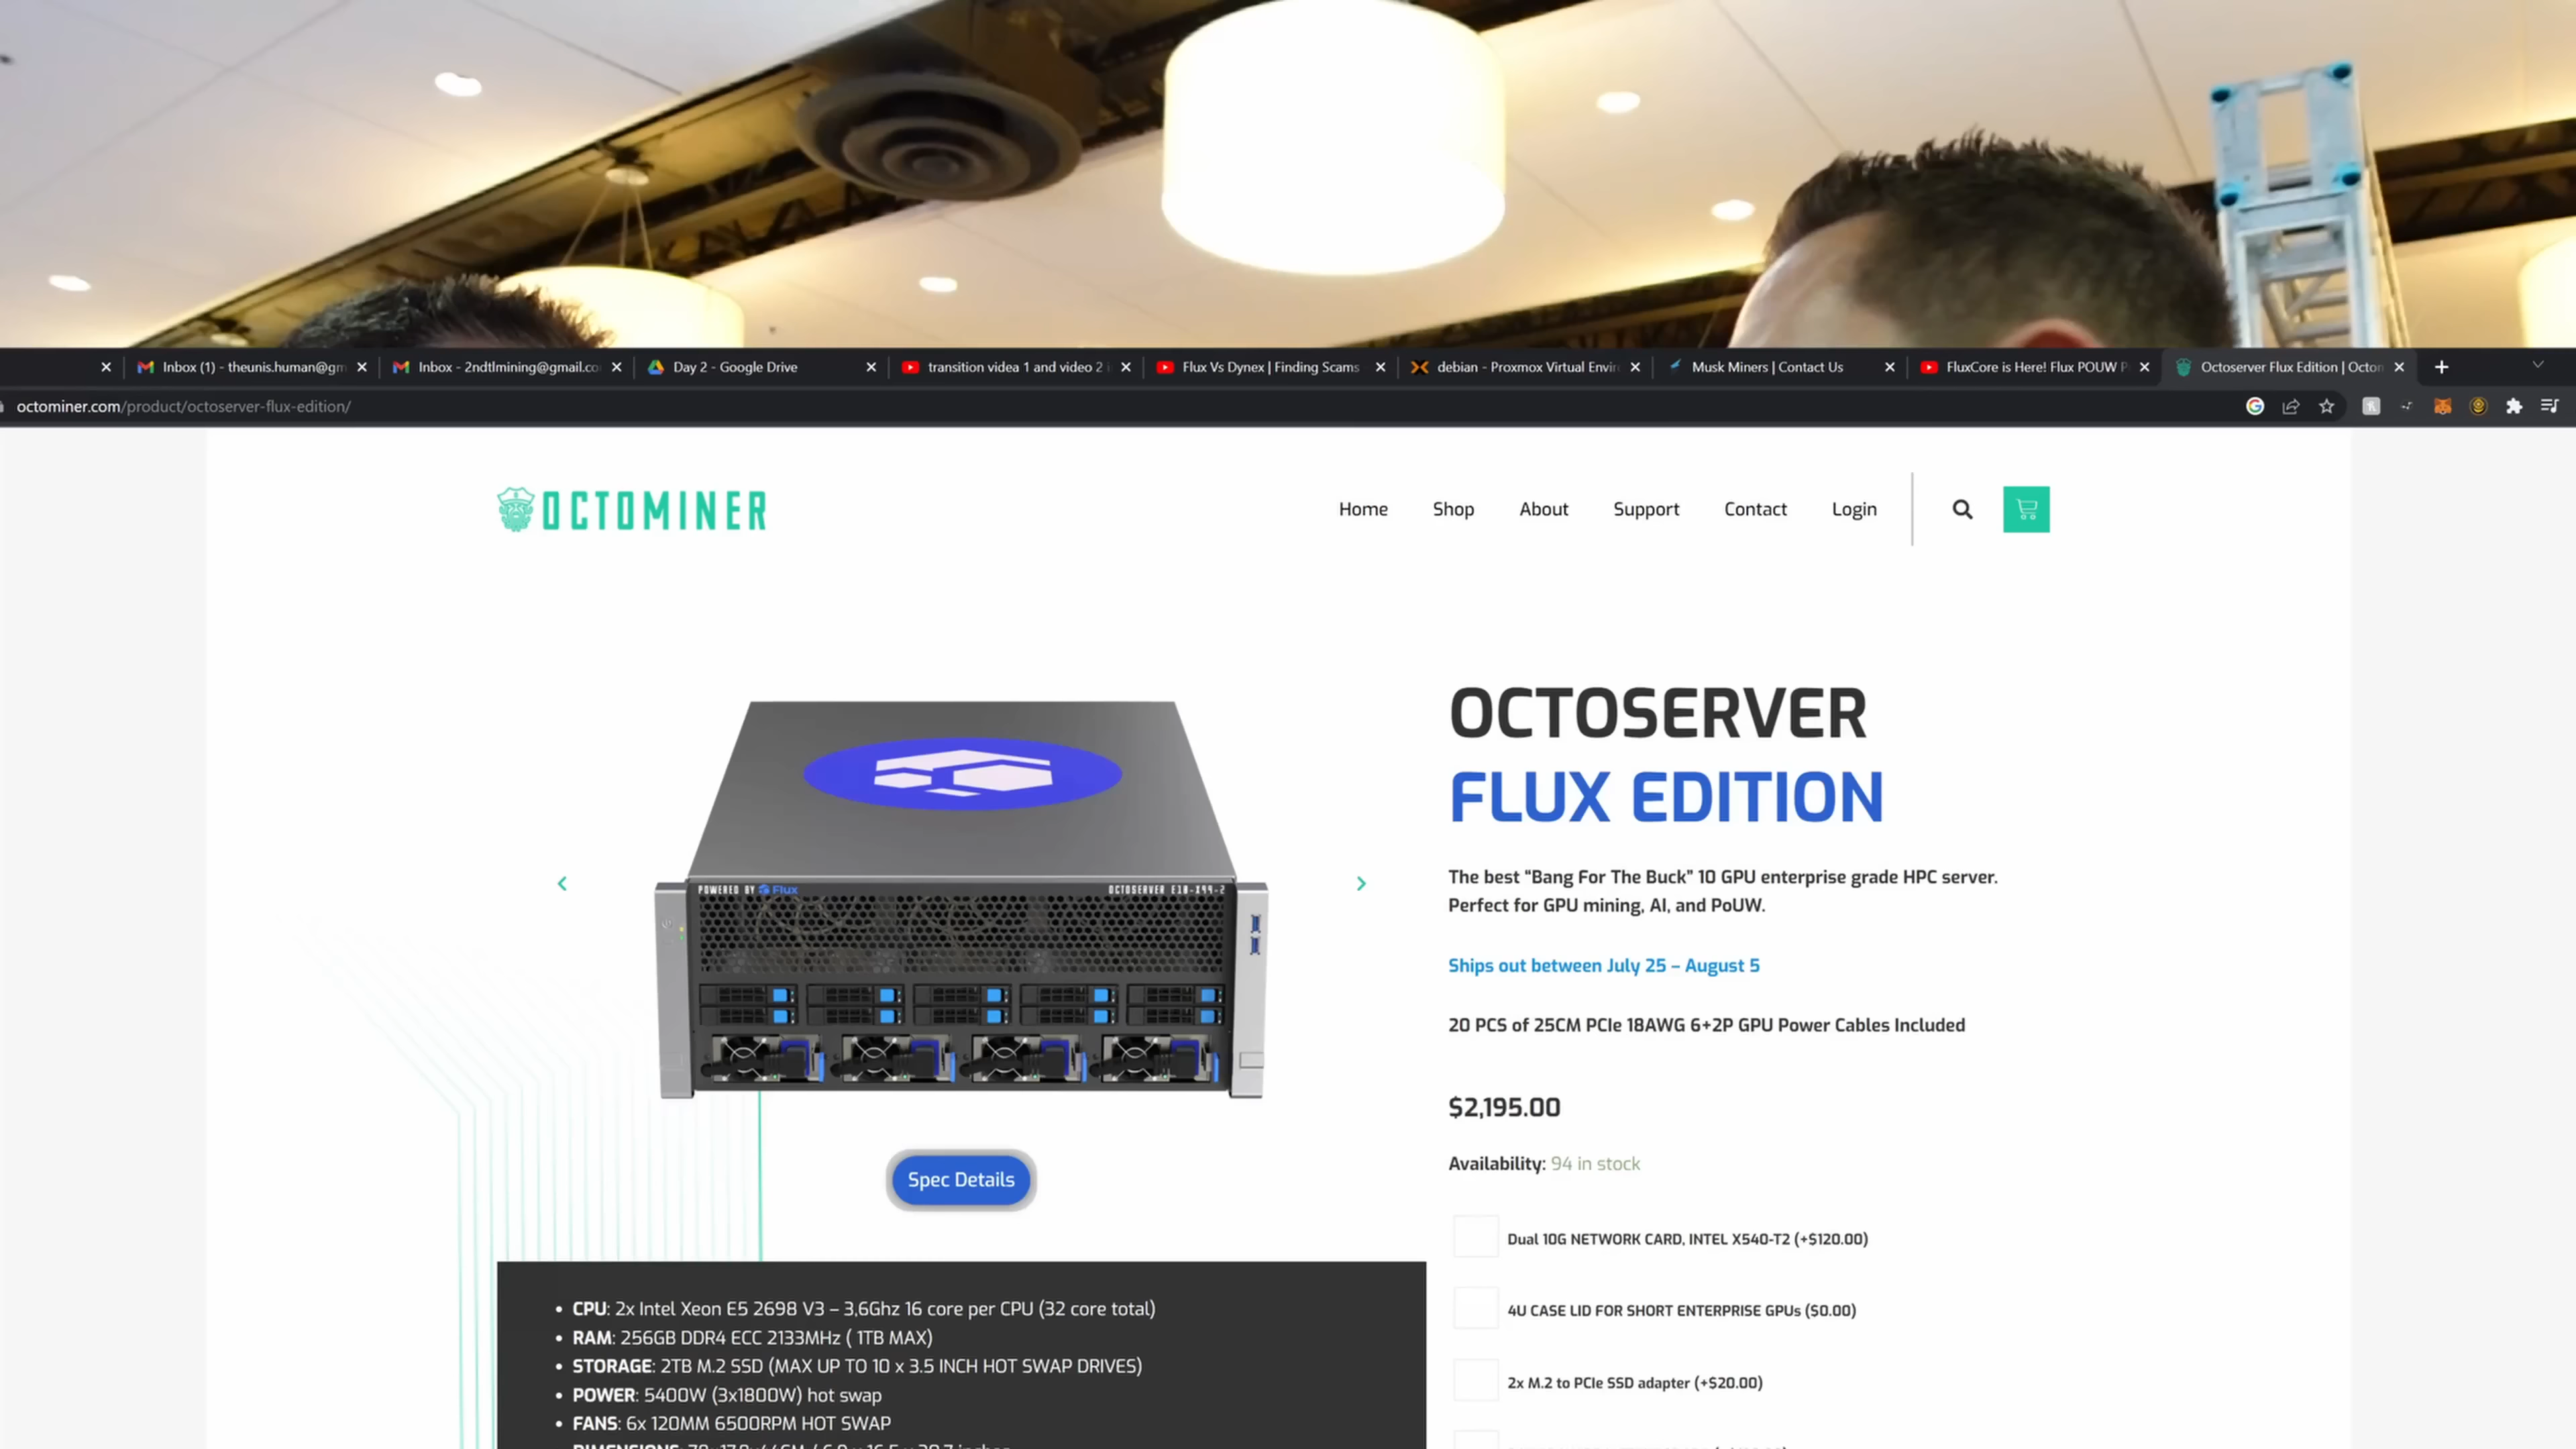 Inbox (1) - theunis.human@gm
Inbox - 2ndtlmining@gmail.co
Day 2 - Google Drive
transition videa 1 and video 2 i
Flux Vs Dynex | Finding Scams
debian - Proxmox Virtual Envir
Musk Miners | Contact Us
FluxCore is Here! Flux POUW P
Octoserver Flux Edition | Octon
octominer.com/product/octoserver-flux-edition/
OCTOMINER
Home
Shop
About
Support
Contact
Login
POWERED BY Flux
OCTOSERVER E10-X99-2
OCTOSERVER
FLUX EDITION
The best “Bang For The Buck” 10 GPU enterprise grade HPC server.
Perfect for GPU mining, AI, and PoUW.
Ships out between July 25 – August 5
20 PCS of 25CM PCIe 18AWG 6+2P GPU Power Cables Included
$2,195.00
Availability: 94 in stock
Spec Details
Dual 10G NETWORK CARD, INTEL X540-T2 (+$120.00)
4U CASE LID FOR SHORT ENTERPRISE GPUs ($0.00)
2x M.2 to PCIe SSD adapter (+$20.00)
• CPU: 2x Intel Xeon E5 2698 V3 – 3,6Ghz 16 core per CPU (32 core total)
• RAM: 256GB DDR4 ECC 2133MHz ( 1TB MAX)
• STORAGE: 2TB M.2 SSD (MAX UP TO 10 x 3.5 INCH HOT SWAP DRIVES)
• POWER: 5400W (3x1800W) hot swap
• FANS: 6x 120MM 6500RPM HOT SWAP